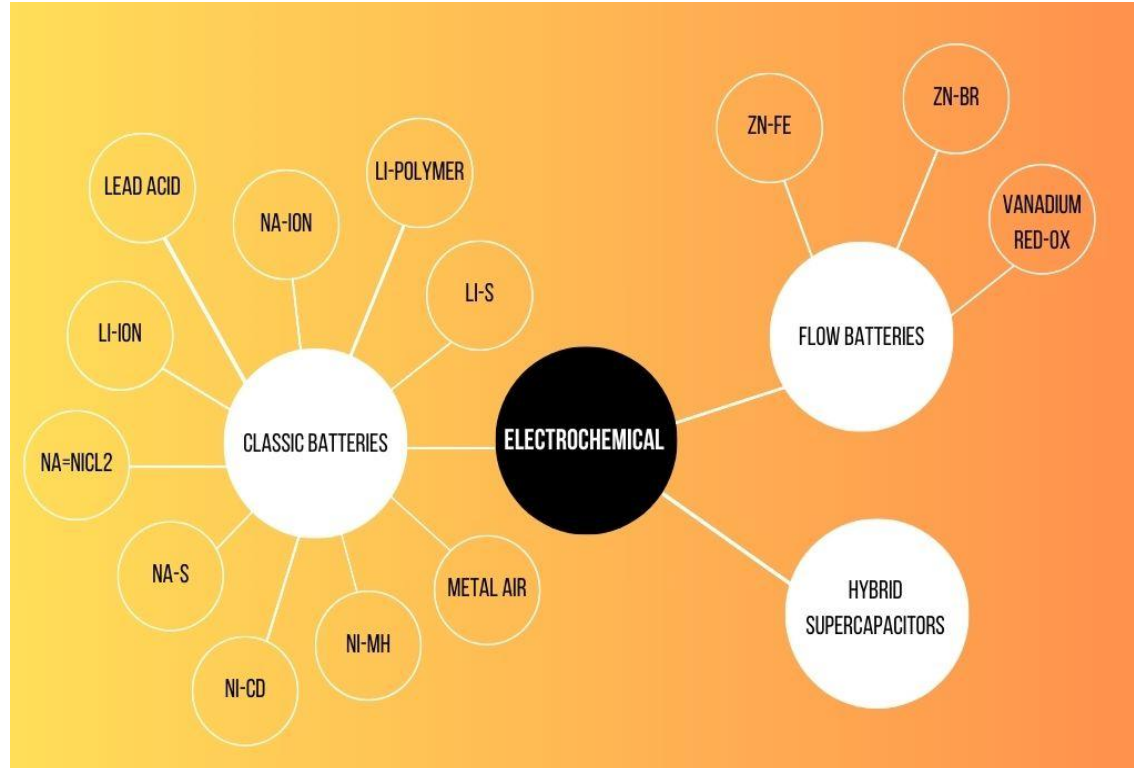 ZN-BR
ZN-FE
LI-POLYMER
LEAD ACID
NA-ION
VANADIUM
RED-OX
LI-S
LI-ION
FLOW BATTERIES
CLASSIC BATTERIES
ELECTROCHEMICAL
NA=NICL2
NA-S
METAL AIR
HYBRID
SUPERCAPACITORS
NI-MH
NI-CD